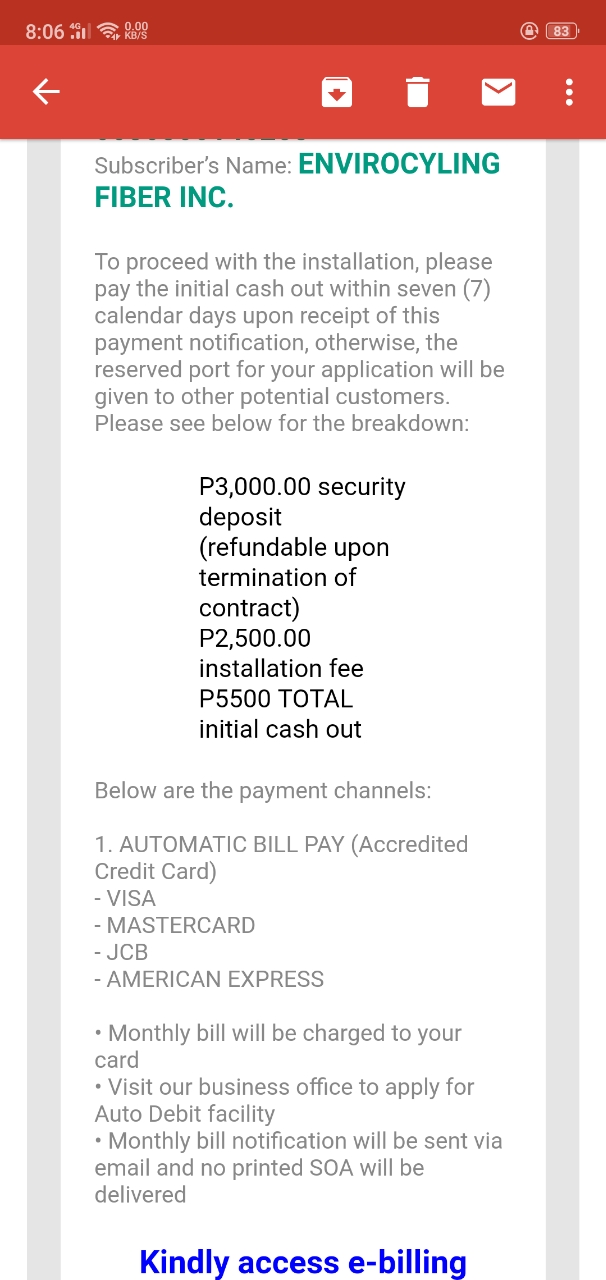 8:06 4G 0.00 KB/S 83
Subscriber's Name: ENVIROCYLING
FIBER INC.
To proceed with the installation, please
pay the initial cash out within seven (7)
calendar days upon receipt of this
payment notification, otherwise, the
reserved port for your application will be
given to other potential customers.
Please see below for the breakdown:
P3,000.00 security
deposit
(refundable upon
termination of
contract)
P2,500.00
installation fee
P5500 TOTAL
initial cash out
Below are the payment channels:
1. AUTOMATIC BILL PAY (Accredited
Credit Card)
- VISA
- MASTERCARD
- JCB
- AMERICAN EXPRESS
• Monthly bill will be charged to your
card
• Visit our business office to apply for
Auto Debit facility
• Monthly bill notification will be sent via
email and no printed SOA will be
delivered
Kindly access e-billing